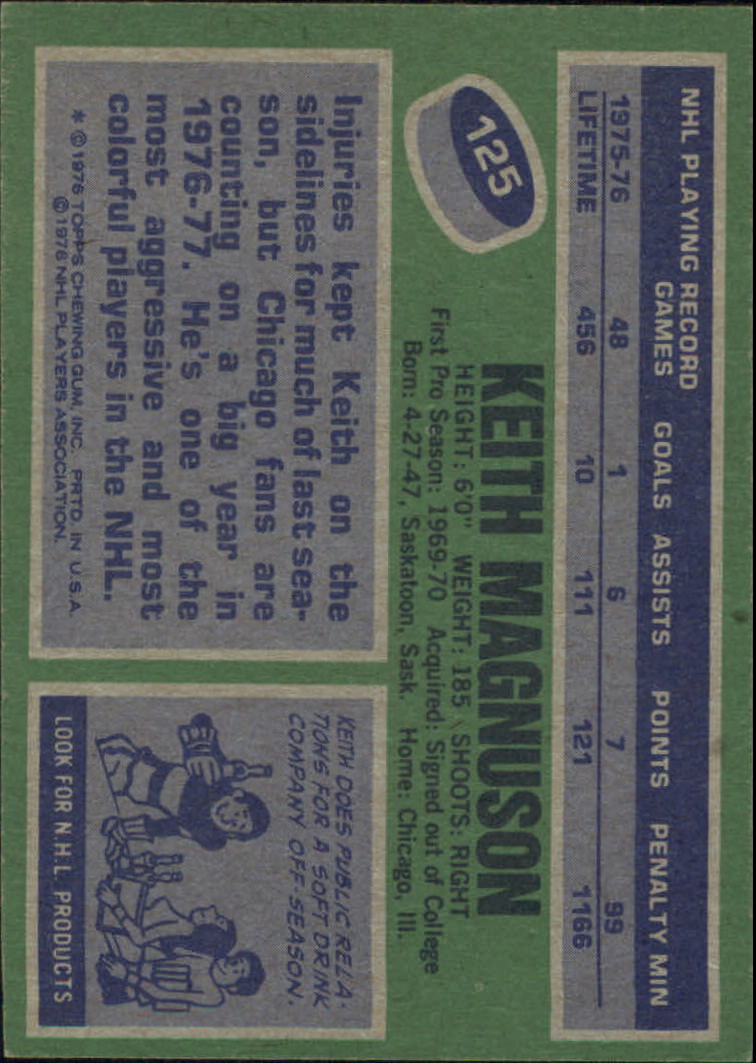 NHL PLAYING RECORD
GAMES GOALS ASSISTS POINTS PENALTY MIN
1975-76 48 1 6 7 99
LIFETIME 456 10 111 121 1166
125
KEITH MAGNUSON
HEIGHT: 6'0" WEIGHT: 185 SHOOTS: RIGHT
First Pro Season: 1969-70 Acquired: Signed out of College
Born: 4-27-47, Saskatoon, Sask. Home: Chicago, Ill.
Injuries kept Keith on the
sidelines for much of last sea-
son, but Chicago fans are
counting on a big year in
1976-77. He's one of the
most aggressive and most
colorful players in the NHL.
* © 1976 TOPPS CHEWING GUM, INC. PRTD. IN U.S.A.
© 1976 NHL PLAYERS ASSOCIATION.
KEITH DOES PUBLIC RELA-
TIONS FOR A SOFT DRINK
COMPANY OFF-SEASON.
LOOK FOR N.H.L. PRODUCTS